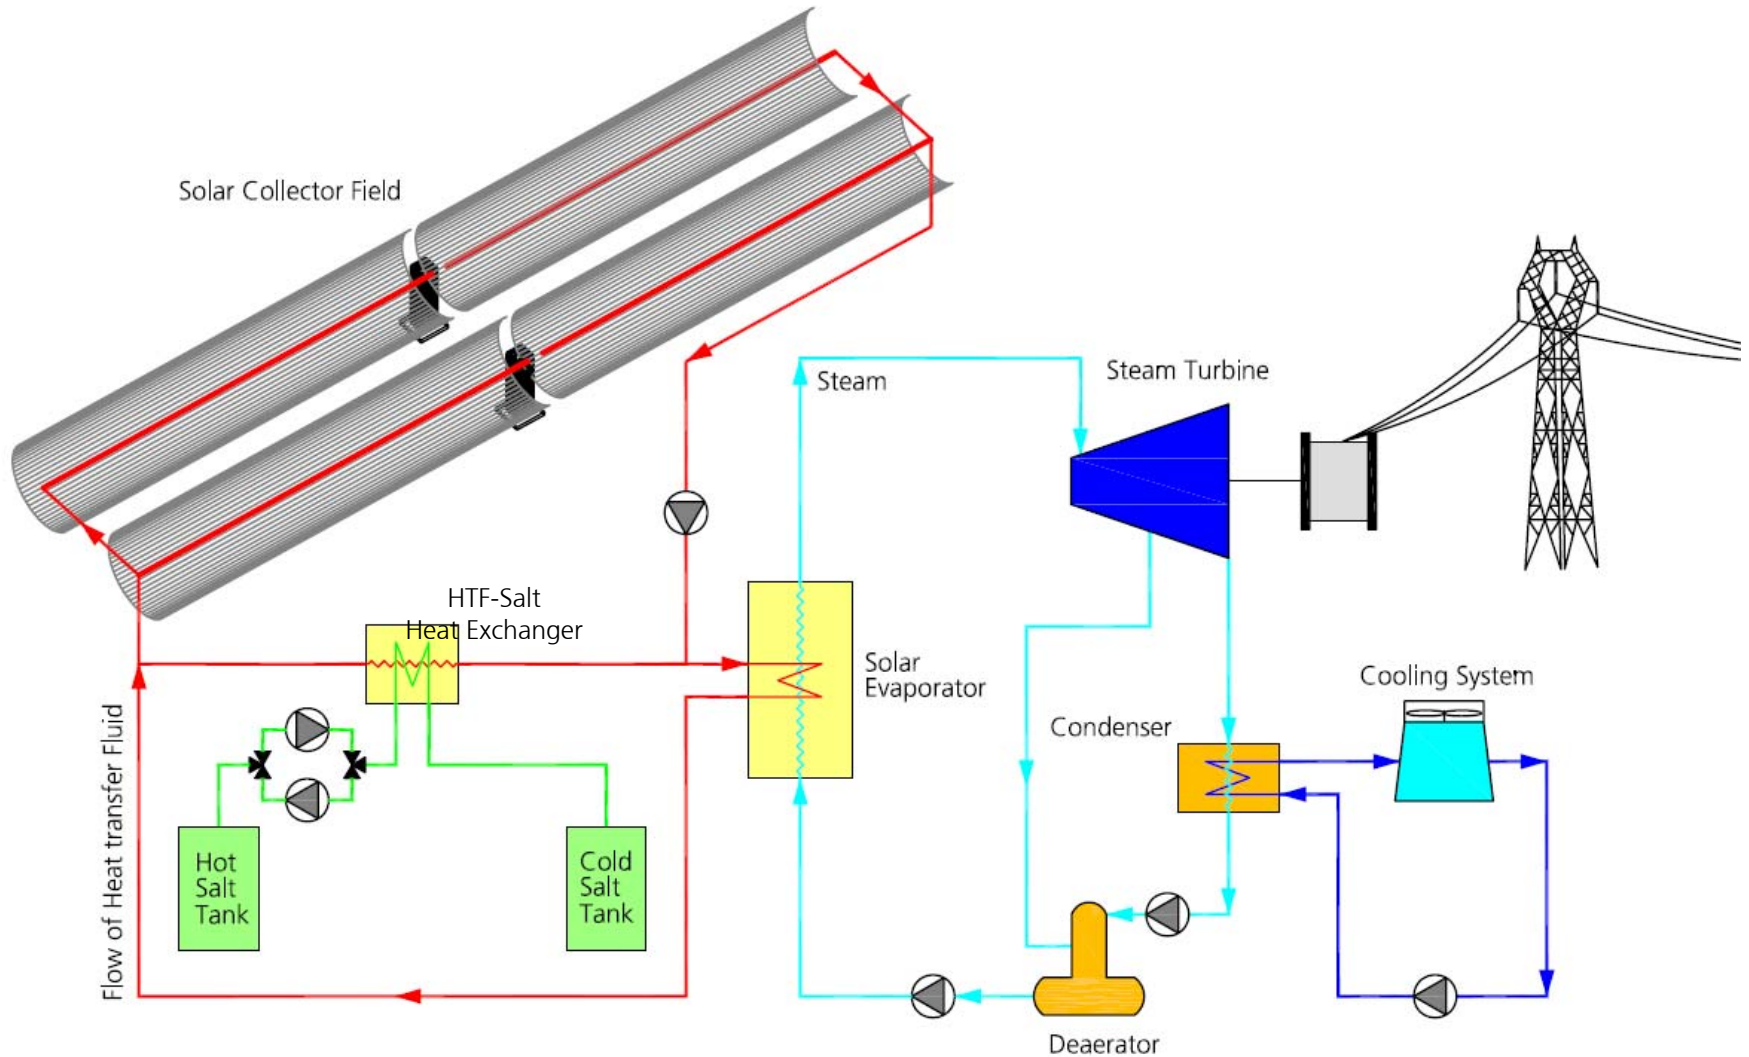 Solar Collector Field
Steam
Steam Turbine
HTF-Salt
Heat Exchanger
Solar
Evaporator
Cooling System
Condenser
Flow of Heat transfer Fluid
Hot
Salt
Tank
Cold
Salt
Tank
Deaerator